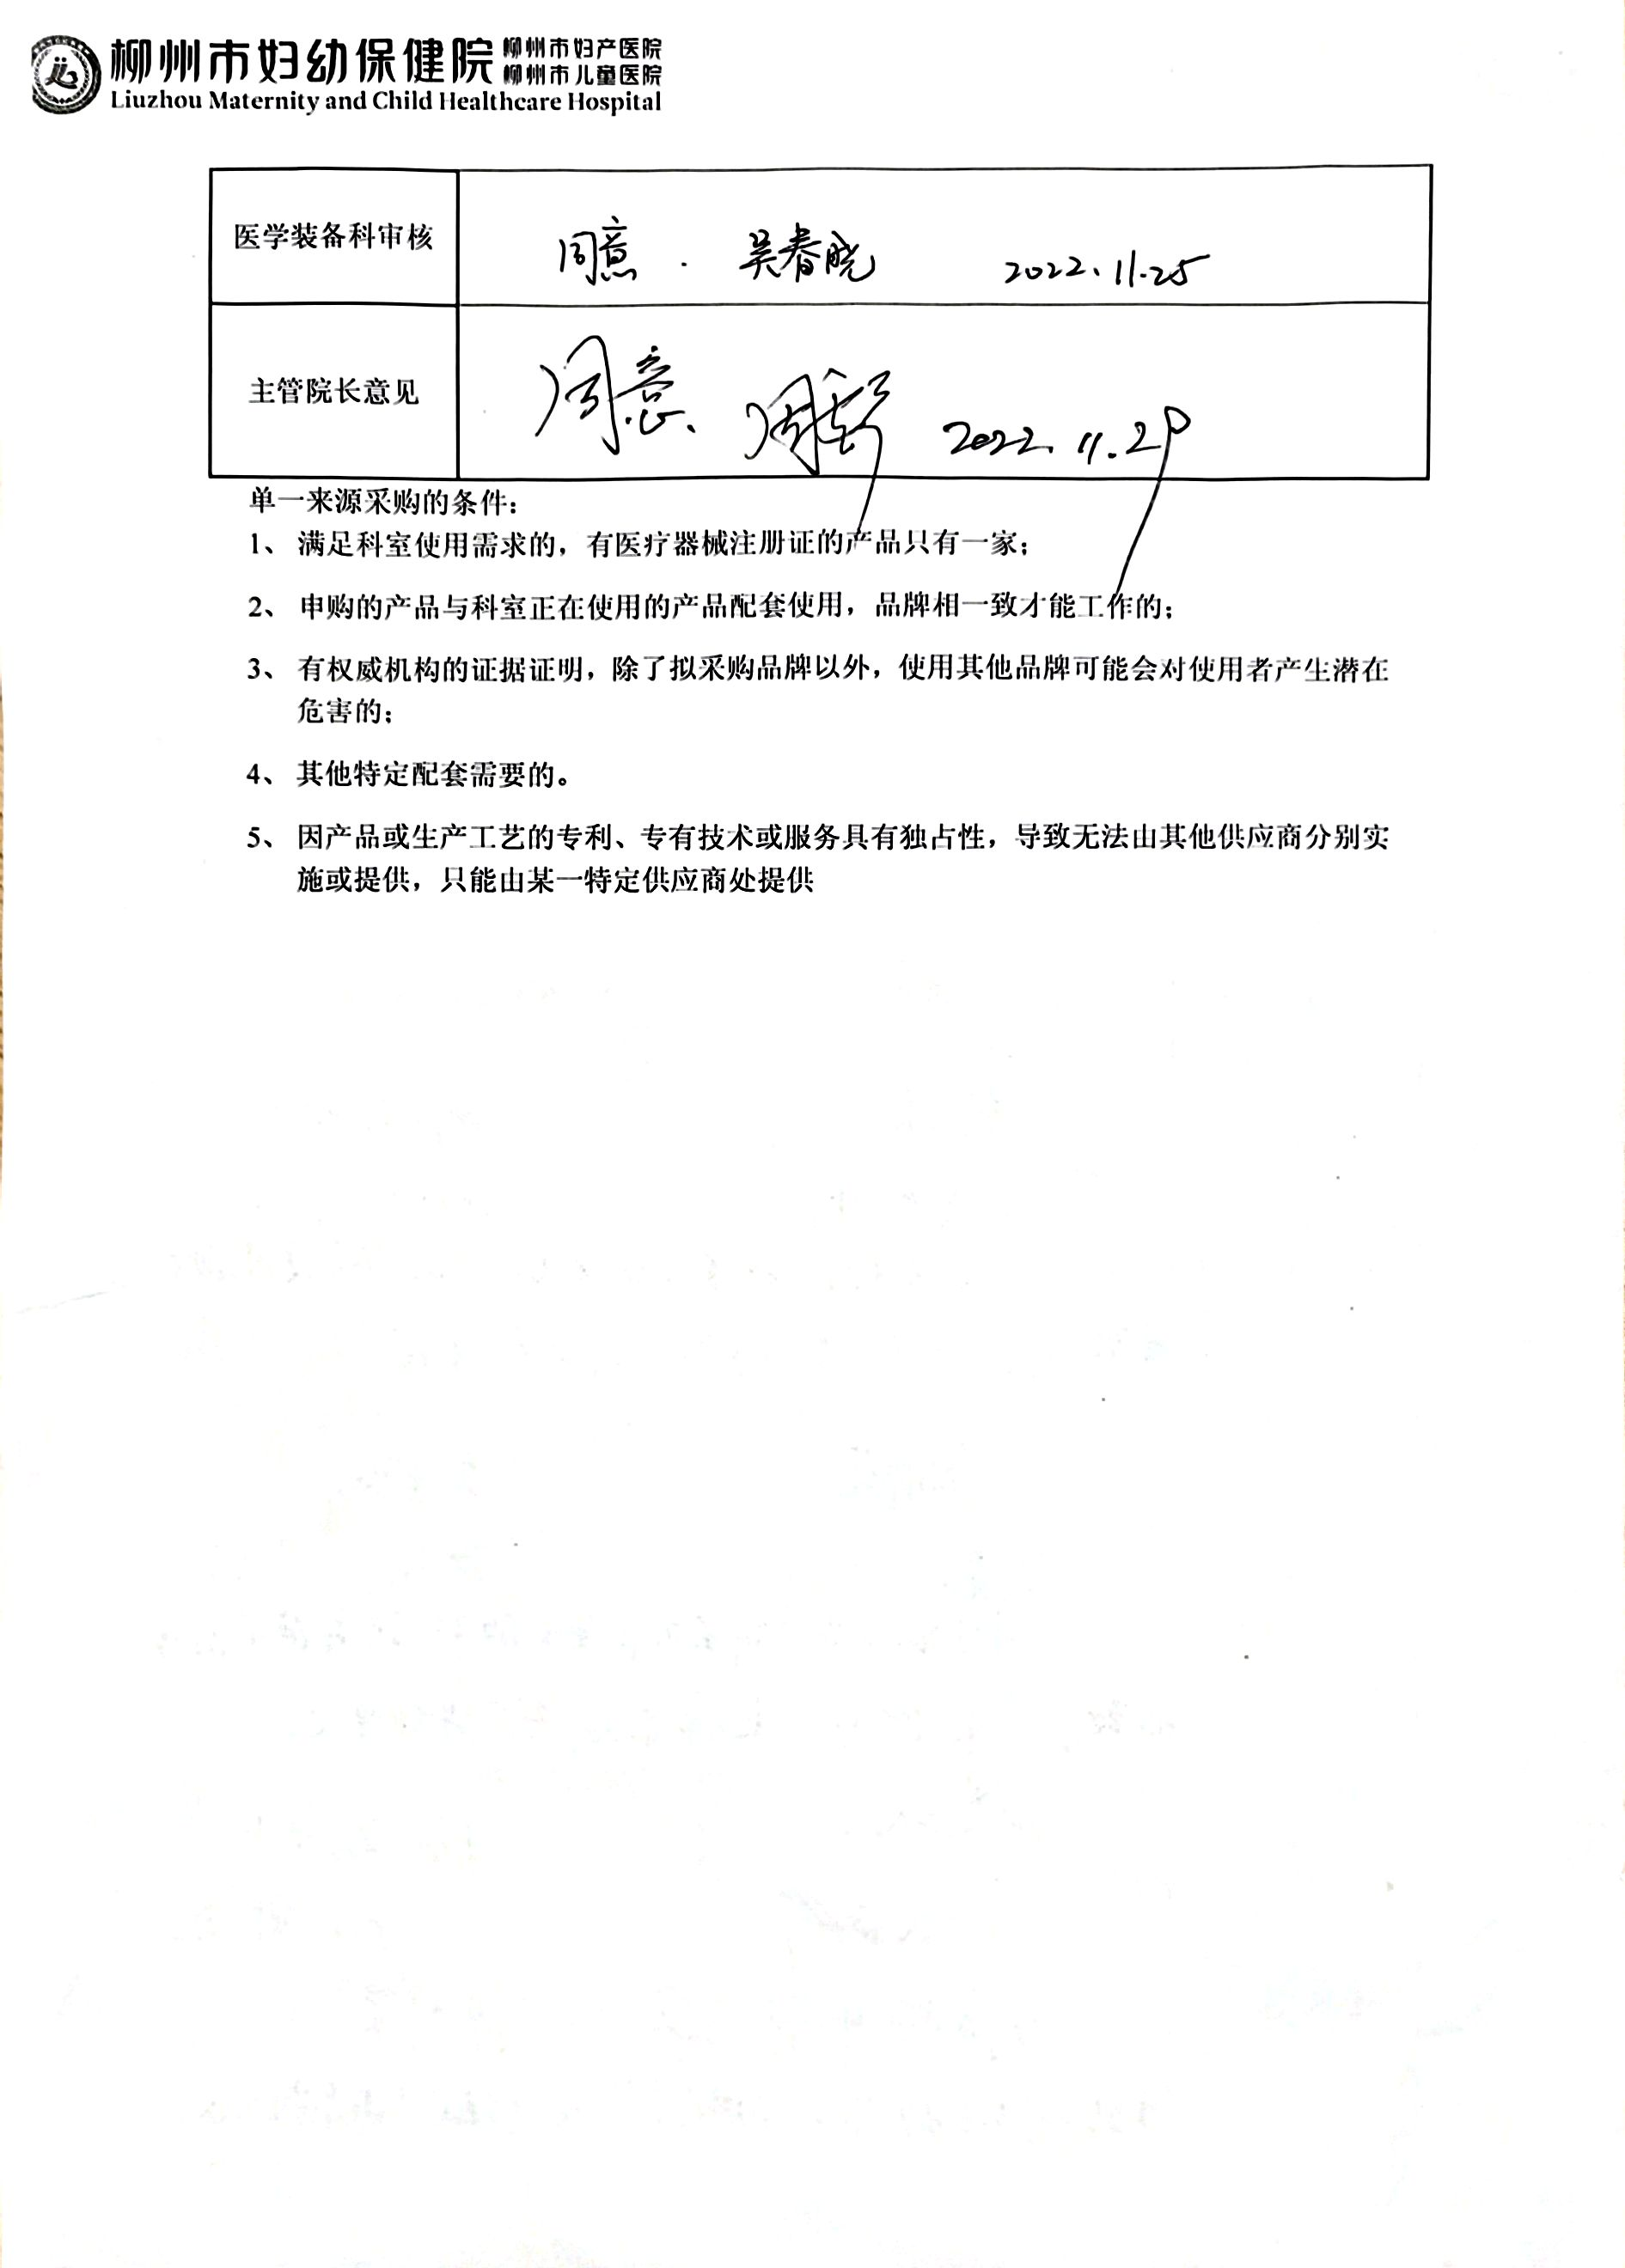 柳州市妇幼保健院 柳州市妇产医院
柳州市儿童医院
Liuzhou Maternity and Child Healthcare Hospital
医学装备科审核 同意. 吴春晓 2022.11.25
主管院长意见 同意、 2022.11.29
单一来源采购的条件：
1、 满足科室使用需求的，有医疗器械注册证的产品只有一家；
2、 申购的产品与科室正在使用的产品配套使用，品牌相一致才能工作的；
3、 有权威机构的证据证明，除了拟采购品牌以外，使用其他品牌可能会对使用者产生潜在
危害的；
4、 其他特定配套需要的。
5、 因产品或生产工艺的专利、专有技术或服务具有独占性，导致无法由其他供应商分别实
施或提供，只能由某一特定供应商处提供